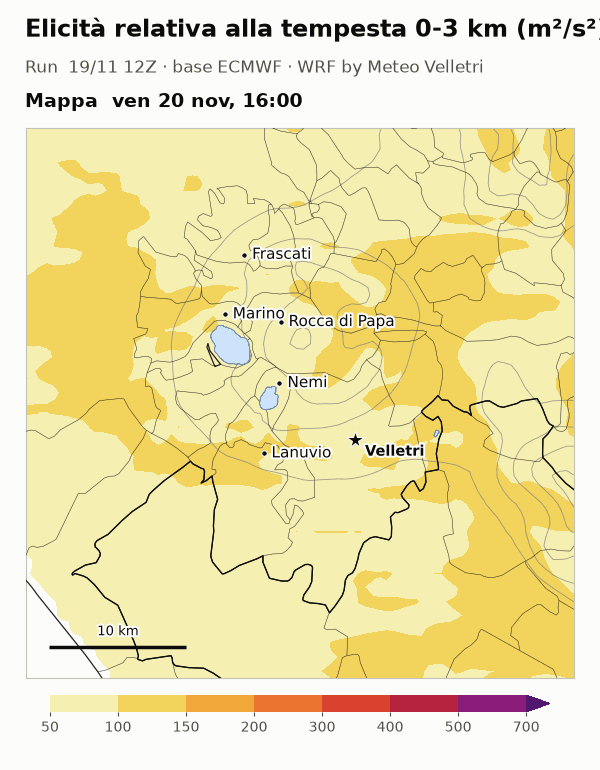 Elicità relativa alla tempesta 0-3 km (m²/s²)
Run  19/11 12Z · base ECMWF · WRF by Meteo Velletri
Mappa  ven 20 nov, 16:00
Frascati
Marino
Rocca di Papa
Nemi
Velletri
Lanuvio
10 km
50 100 150 200 300 400 500 700